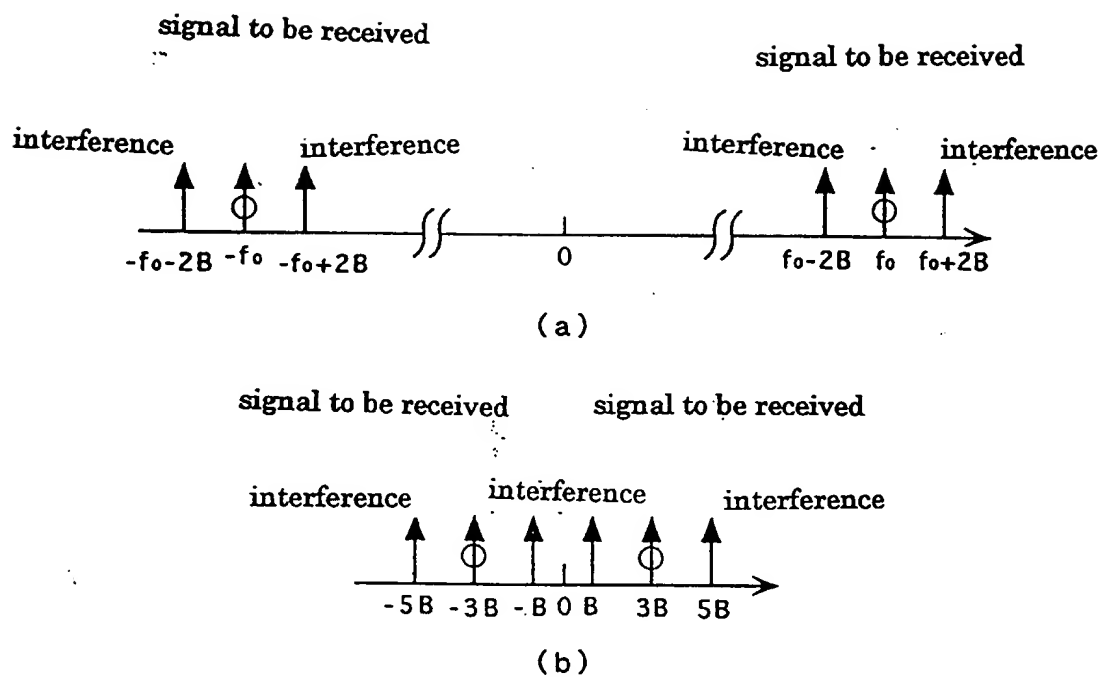 signal to be received
signal to be received
interference
interference
interference
interference
-fo-2B -fo -fo+2B 0 fo-2B fo fo+2B
(a)
signal to be received signal to be received
interference interference interference
-5B -3B -B 0 B 3B 5B
(b)